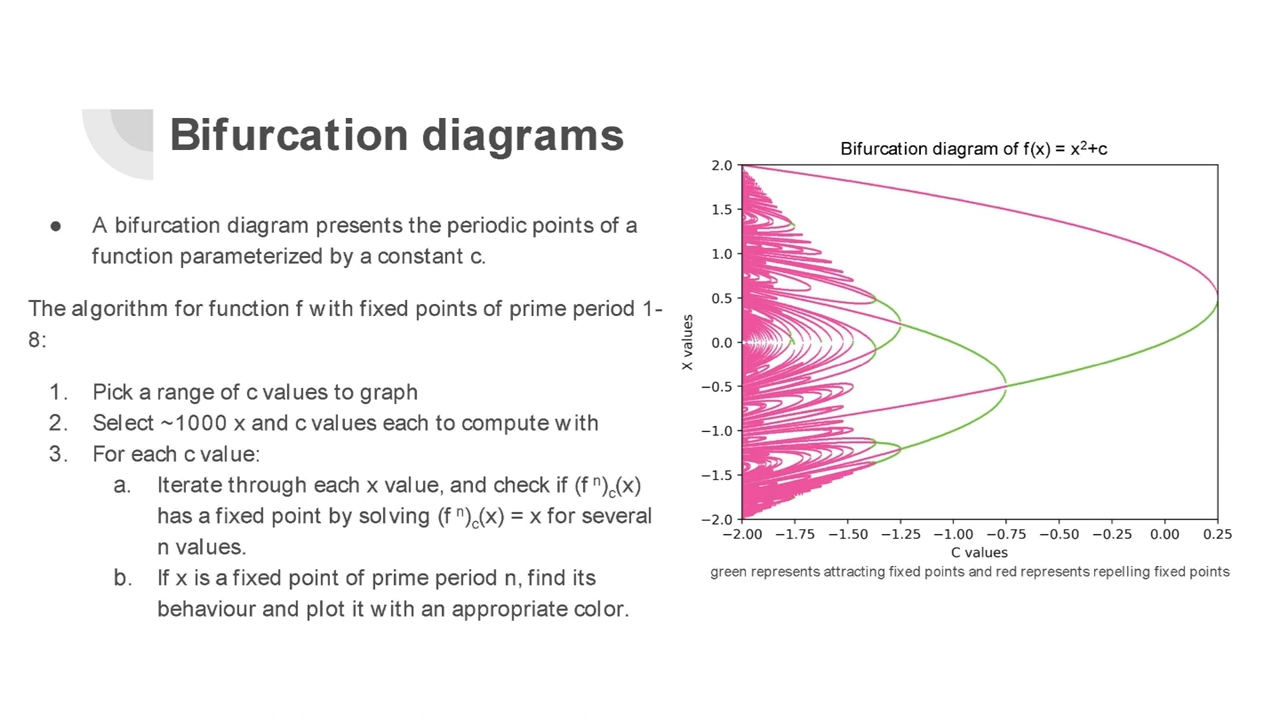 Bifurcation diagrams
● A bifurcation diagram presents the periodic points of a
function parameterized by a constant c.
The algorithm for function f with fixed points of prime period 1-
8:
1. Pick a range of c values to graph
2. Select ~1000 x and c values each to compute with
3. For each c value:
a. Iterate through each x value, and check if (f ⁿ)c(x)
has a fixed point by solving (f ⁿ)c(x) = x for several
n values.
b. If x is a fixed point of prime period n, find its
behaviour and plot it with an appropriate color.
Bifurcation diagram of f(x) = x²+c
2.0
1.5
1.0
0.5
0.0
−0.5
−1.0
−1.5
−2.0
X values
−2.00 −1.75 −1.50 −1.25 −1.00 −0.75 −0.50 −0.25 0.00 0.25
C values
green represents attracting fixed points and red represents repelling fixed points